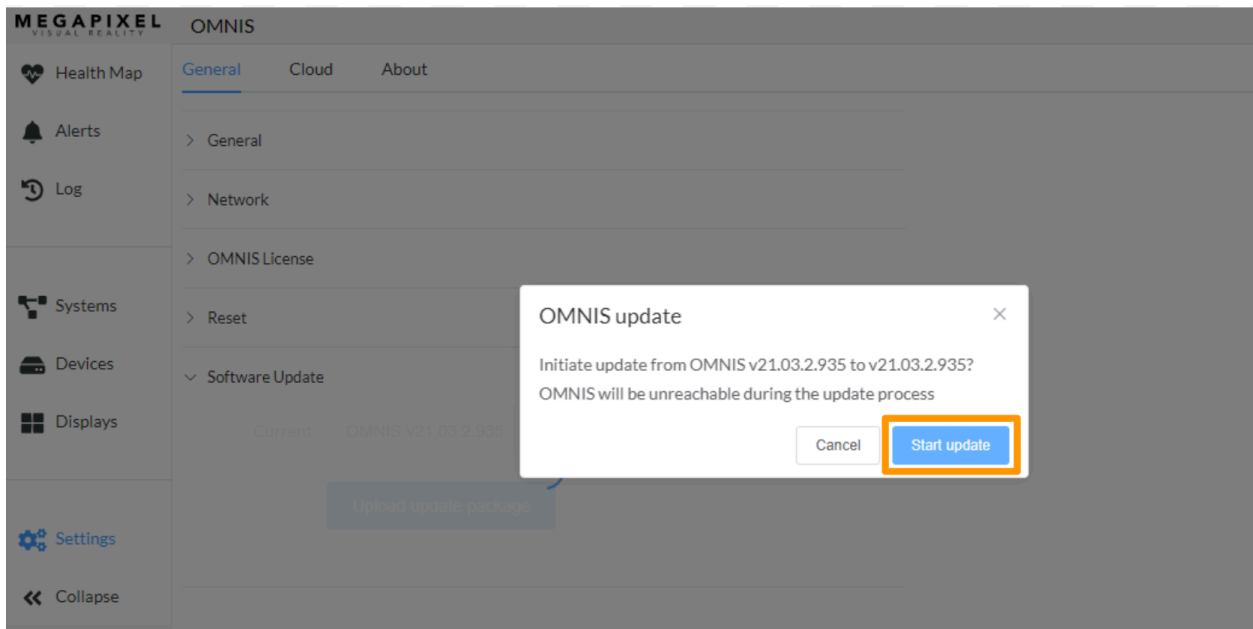 MEGAPIXEL
VISUAL REALITY
OMNIS
Health Map
Alerts
Log
Systems
Devices
Displays
Settings
Collapse
General Cloud About
General
Network
OMNIS License
Reset
Software Update
Current OMNIS v21.03.2.935
Upload update package
OMNIS update
Initiate update from OMNIS v21.03.2.935 to v21.03.2.935?
OMNIS will be unreachable during the update process
Cancel Start update